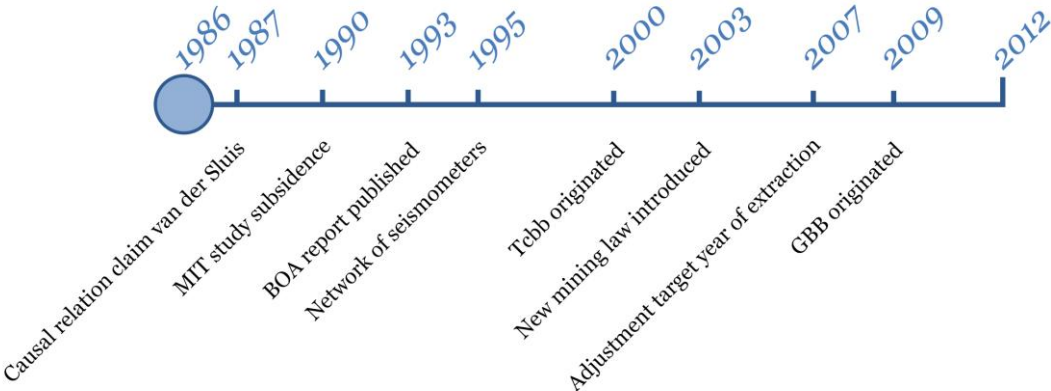 1986
1987
1990
1993
1995
2000
2003
2007
2009
2012
Causal relation claim van der Sluis
MIT study subsidence
BOA report published
Network of seismometers
Tcbb originated
New mining law introduced
Adjustment target year of extraction
GBB originated